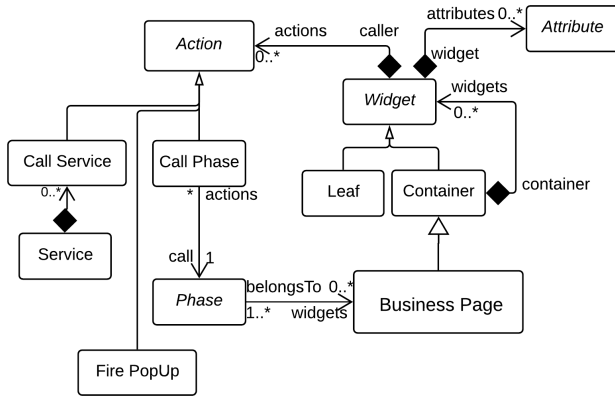 attributes 0..*
Attribute
actions
caller
Action
0..*
widget
Widget
widgets
0..*
Call Service
Call Phase
Leaf
Container
container
0..*
* actions
Service
call 1
Phase
belongsTo 0..*
1..* widgets
Business Page
Fire PopUp